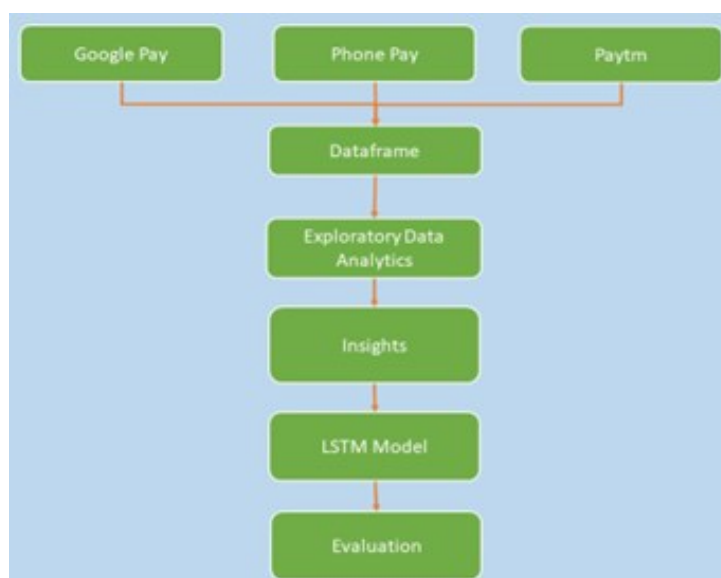 Google Pay
Phone Pay
Paytm
Dataframe
Exploratory Data
Analytics
Insights
LSTM Model
Evaluation